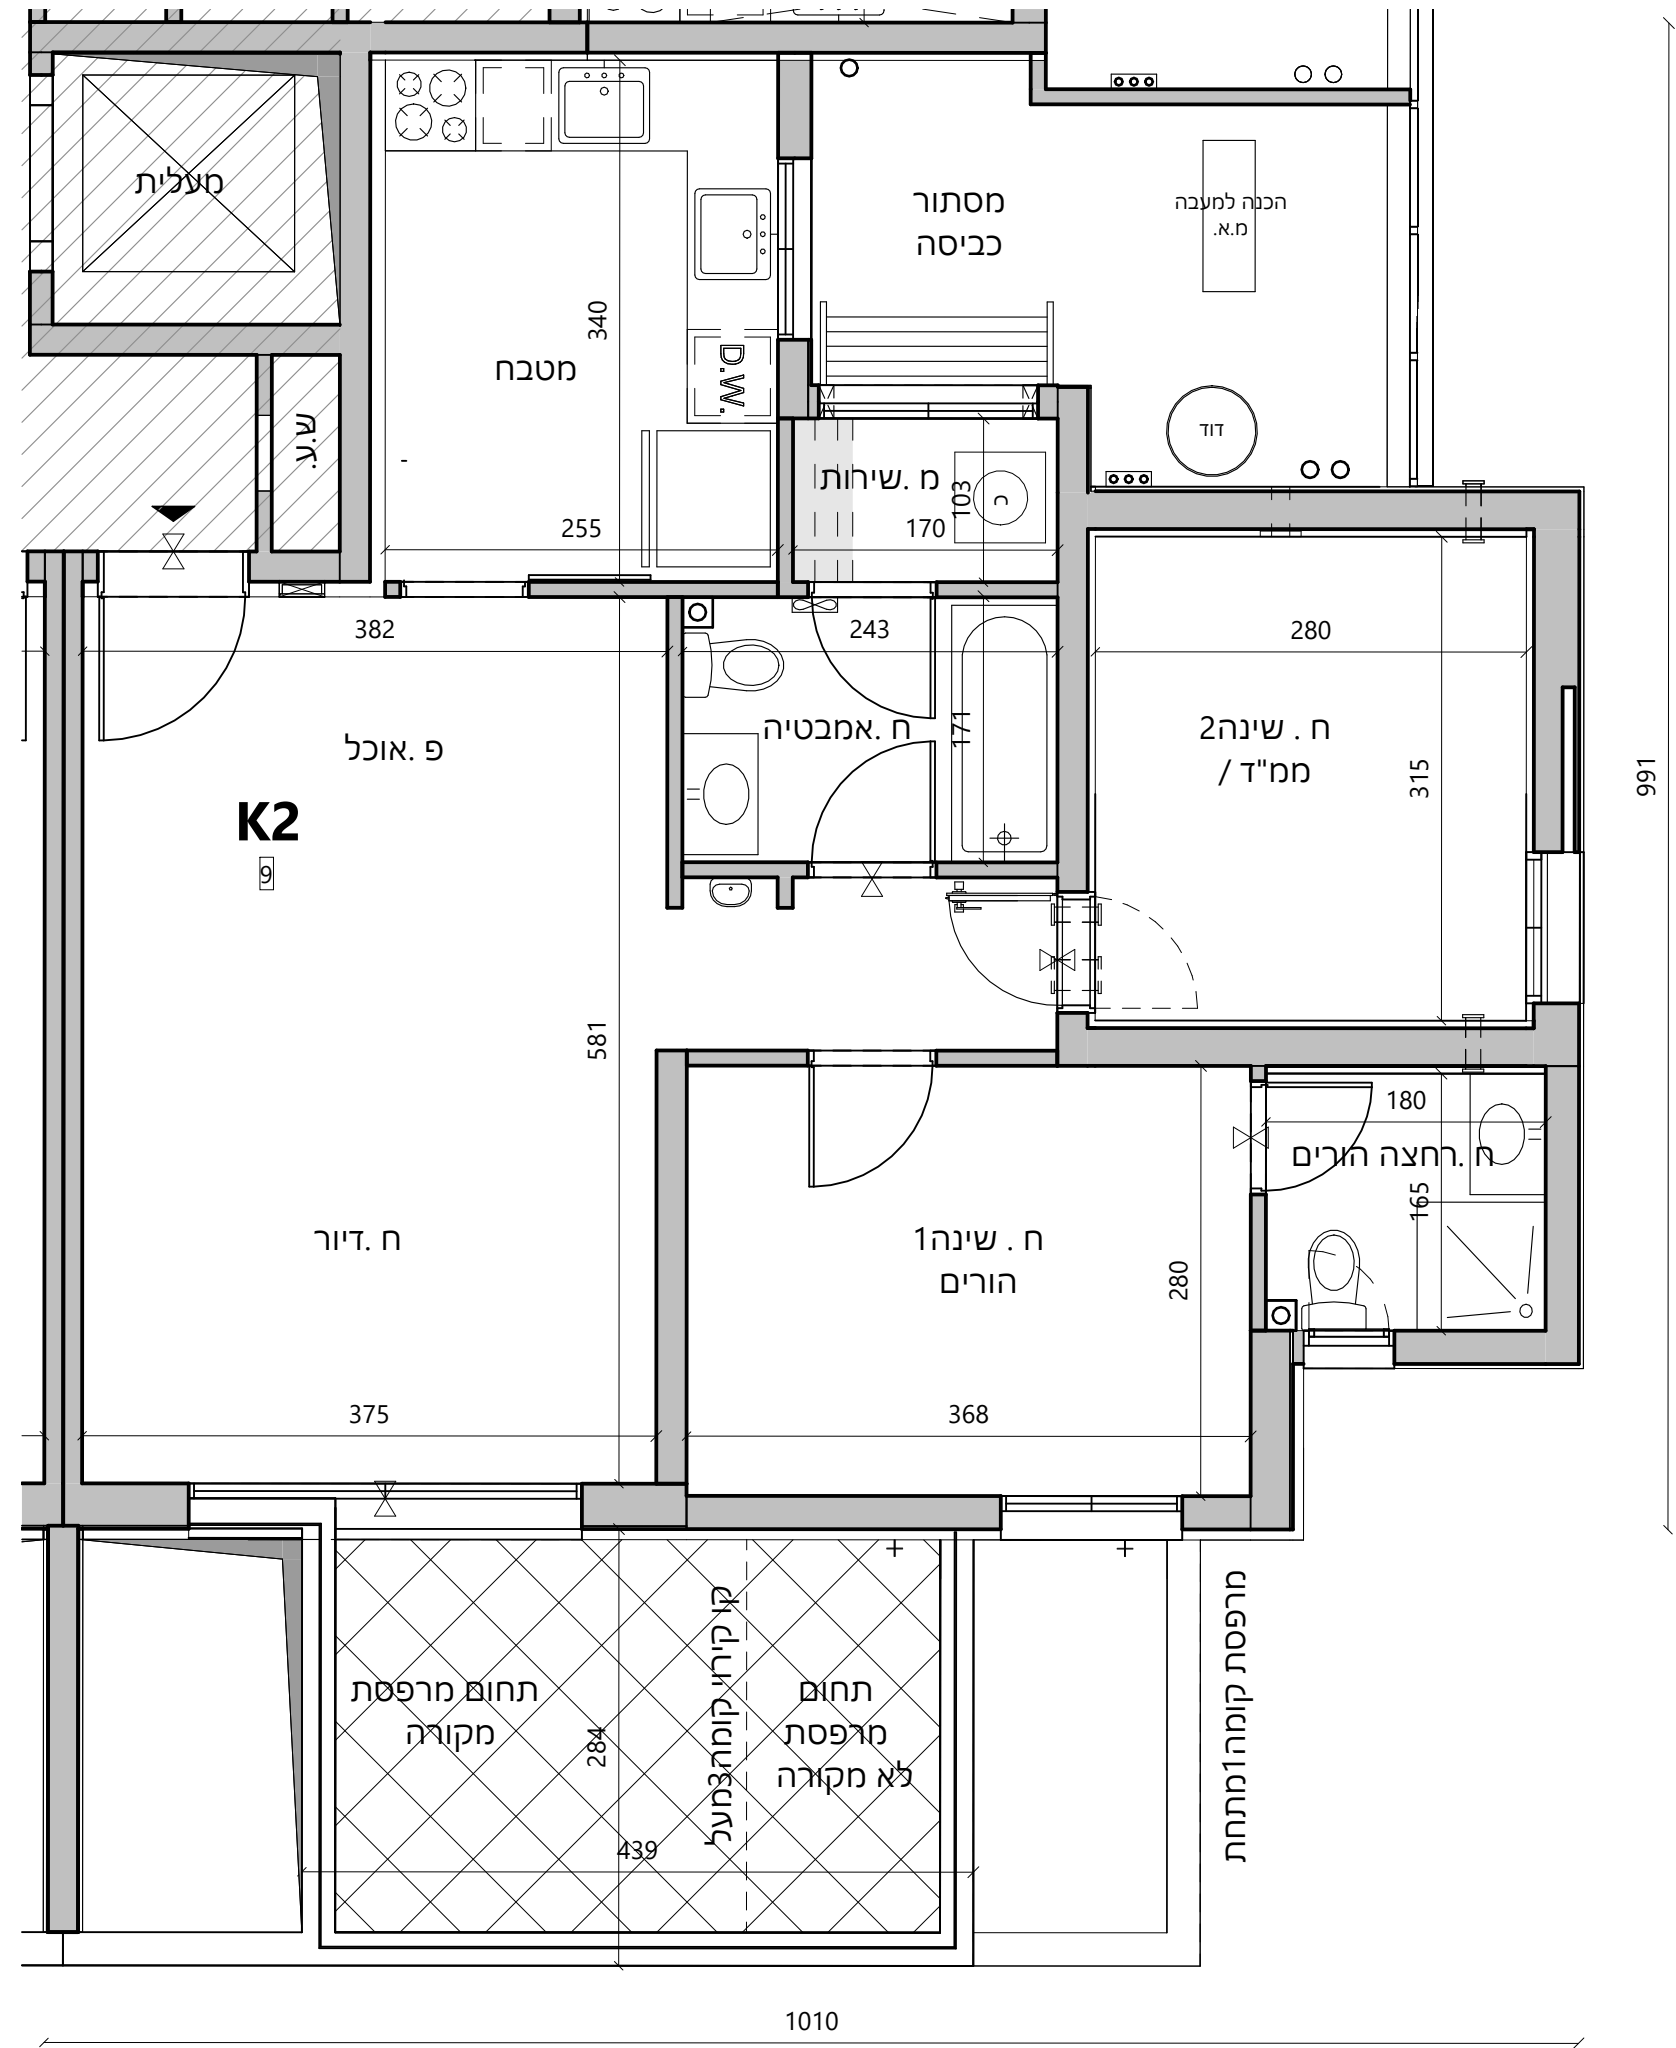 מעלית
מסתור
כביסה
הכנה למעבה
מ.א.
340
מטבח
D.W.
ש.ע.
דוד
מ .שירות
כ
103
255
170
382
243
280
פ .אוכל
ח .אמבטיה
171
ח . שינה2
ממ"ד /
315
991
K2
9
581
180
ח .רחצה הורים
165
ח .דיור
ח . שינה1
הורים
280
375
368
תחום מרפסת
מקורה
284
קו קירוי קומה3מעל
תחום
מרפסת
לא מקורה
מרפסת קומה1מתחת
439
1010